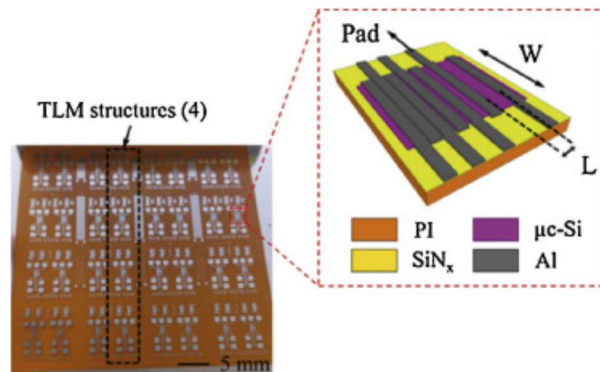 TLM structures (4)
5 mm
Pad
W
L
PI
μc-Si
SiNₓ
Al